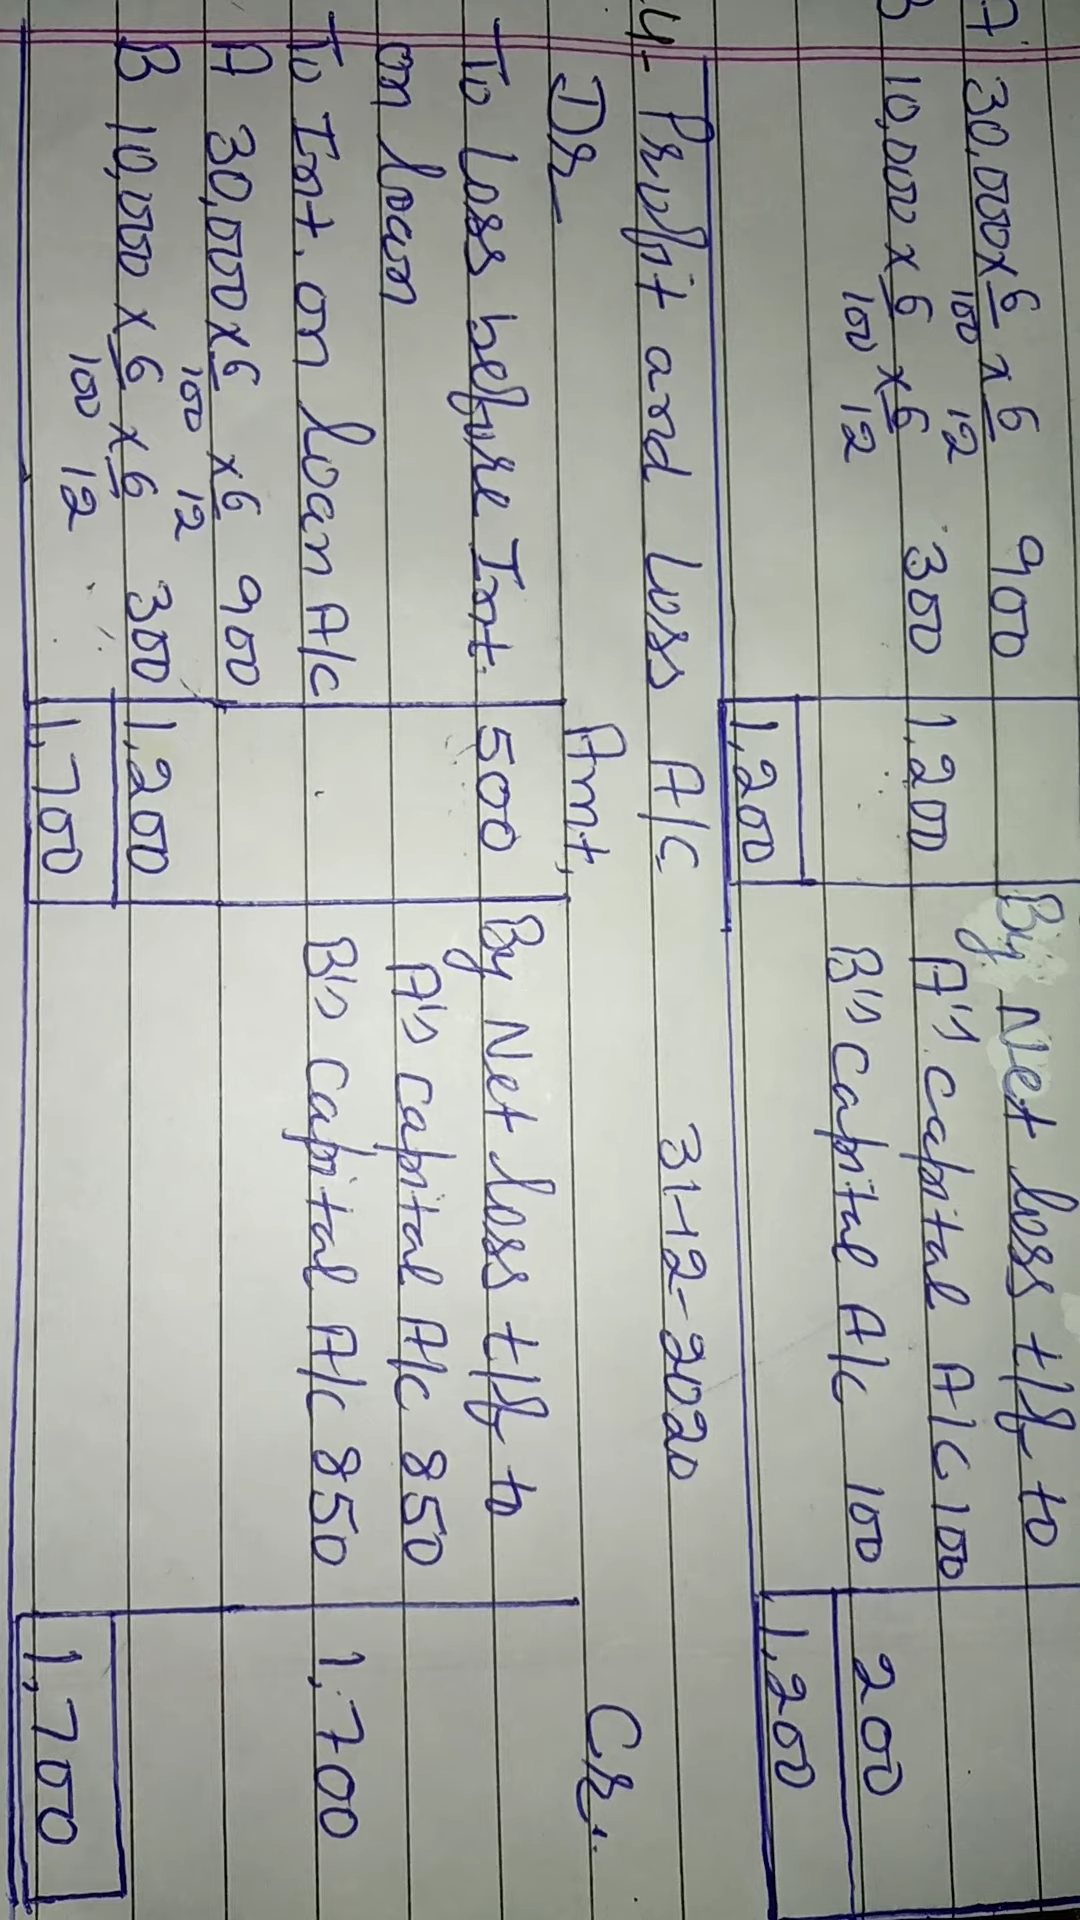 A 30,000 x 6/100 x 6/12 900 By Net loss t/f to
B 10,000 x 6/100 x 6/12 300 1,200 A's capital A/C 100
B's capital A/c 100 200
1,200 1,200
4- Profit and Loss A/c 31-12-2020
Dr Amt, Cr.
To loss before Int. 500 By Net loss t/f to
on loan A's capital A/c 850
To Int. on loan A/c B's capital A/c 850 1,700
A 30,000 x 6/100 x 6/12 900
B 10,000 x 6/100 x 6/12 300 1,200
1,700 1,700